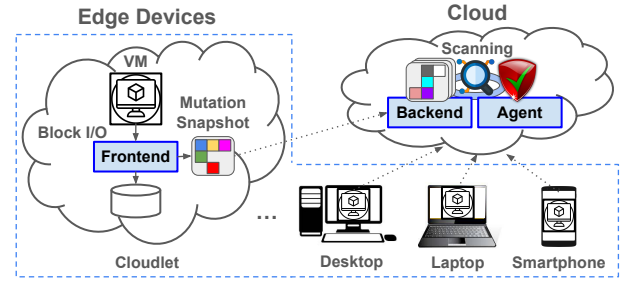 Edge Devices
Cloud
VM
Scanning
Mutation
Snapshot
Block I/O
Frontend
Backend
Agent
...
Cloudlet
Desktop
Laptop
Smartphone